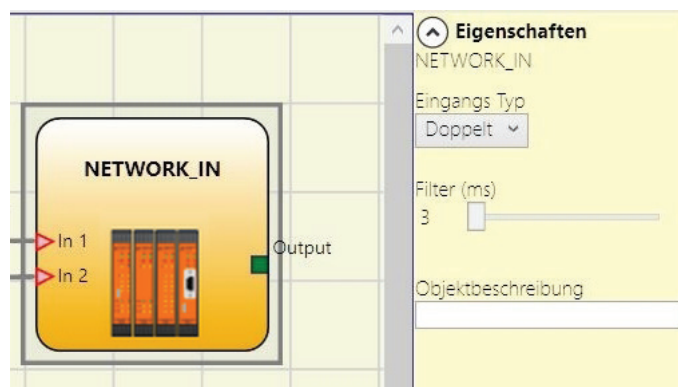 NETWORK_IN
In 1
In 2
Output
Eigenschaften
NETWORK_IN
Eingangs Typ
Doppelt
Filter (ms)
3
Objektbeschreibung